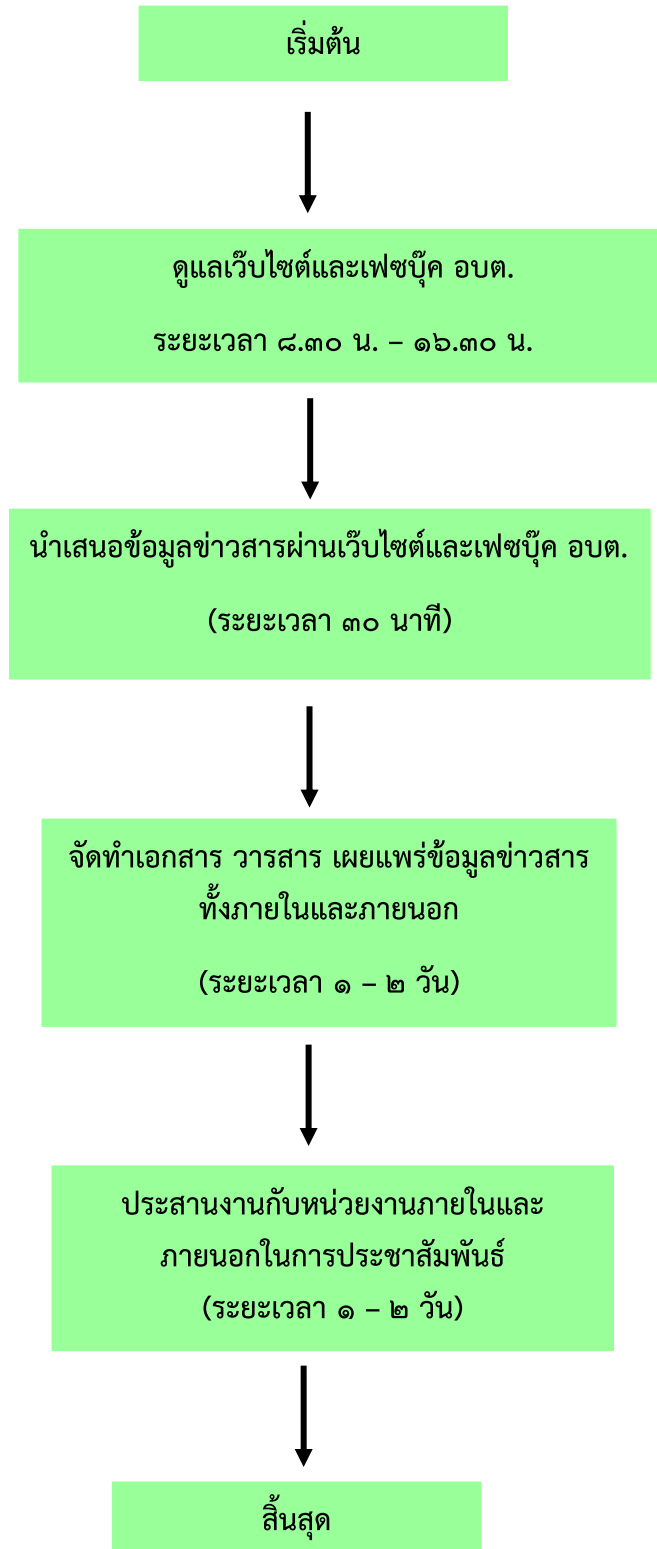 เริ่มต้น
ดูแลเว๊บไซต์และเฟซบุ๊ค อบต.
ระยะเวลา ๘.๓๐ น. – ๑๖.๓๐ น.
นำเสนอข้อมูลข่าวสารผ่านเว๊บไซต์และเฟซบุ๊ค อบต.
(ระยะเวลา ๓๐ นาที)
จัดทำเอกสาร วารสาร เผยแพร่ข้อมูลข่าวสาร
ทั้งภายในและภายนอก
(ระยะเวลา ๑ – ๒ วัน)
ประสานงานกับหน่วยงานภายในและ
ภายนอกในการประชาสัมพันธ์
(ระยะเวลา ๑ – ๒ วัน)
สิ้นสุด